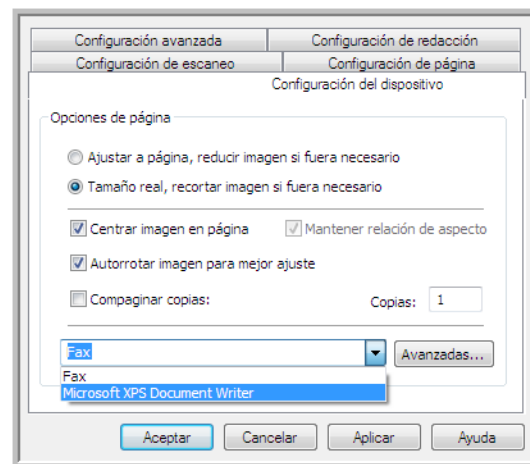 Configuración avanzada
Configuración de redacción
Configuración de escaneo
Configuración de página
Configuración del dispositivo
Opciones de página
Ajustar a página, reducir imagen si fuera necesario
Tamaño real, recortar imagen si fuera necesario
Centrar imagen en página
Mantener relación de aspecto
Autorrotar imagen para mejor ajuste
Compaginar copias:
Copias: 1
Fax
Avanzadas...
Fax
Microsoft XPS Document Writer
Aceptar
Cancelar
Aplicar
Ayuda